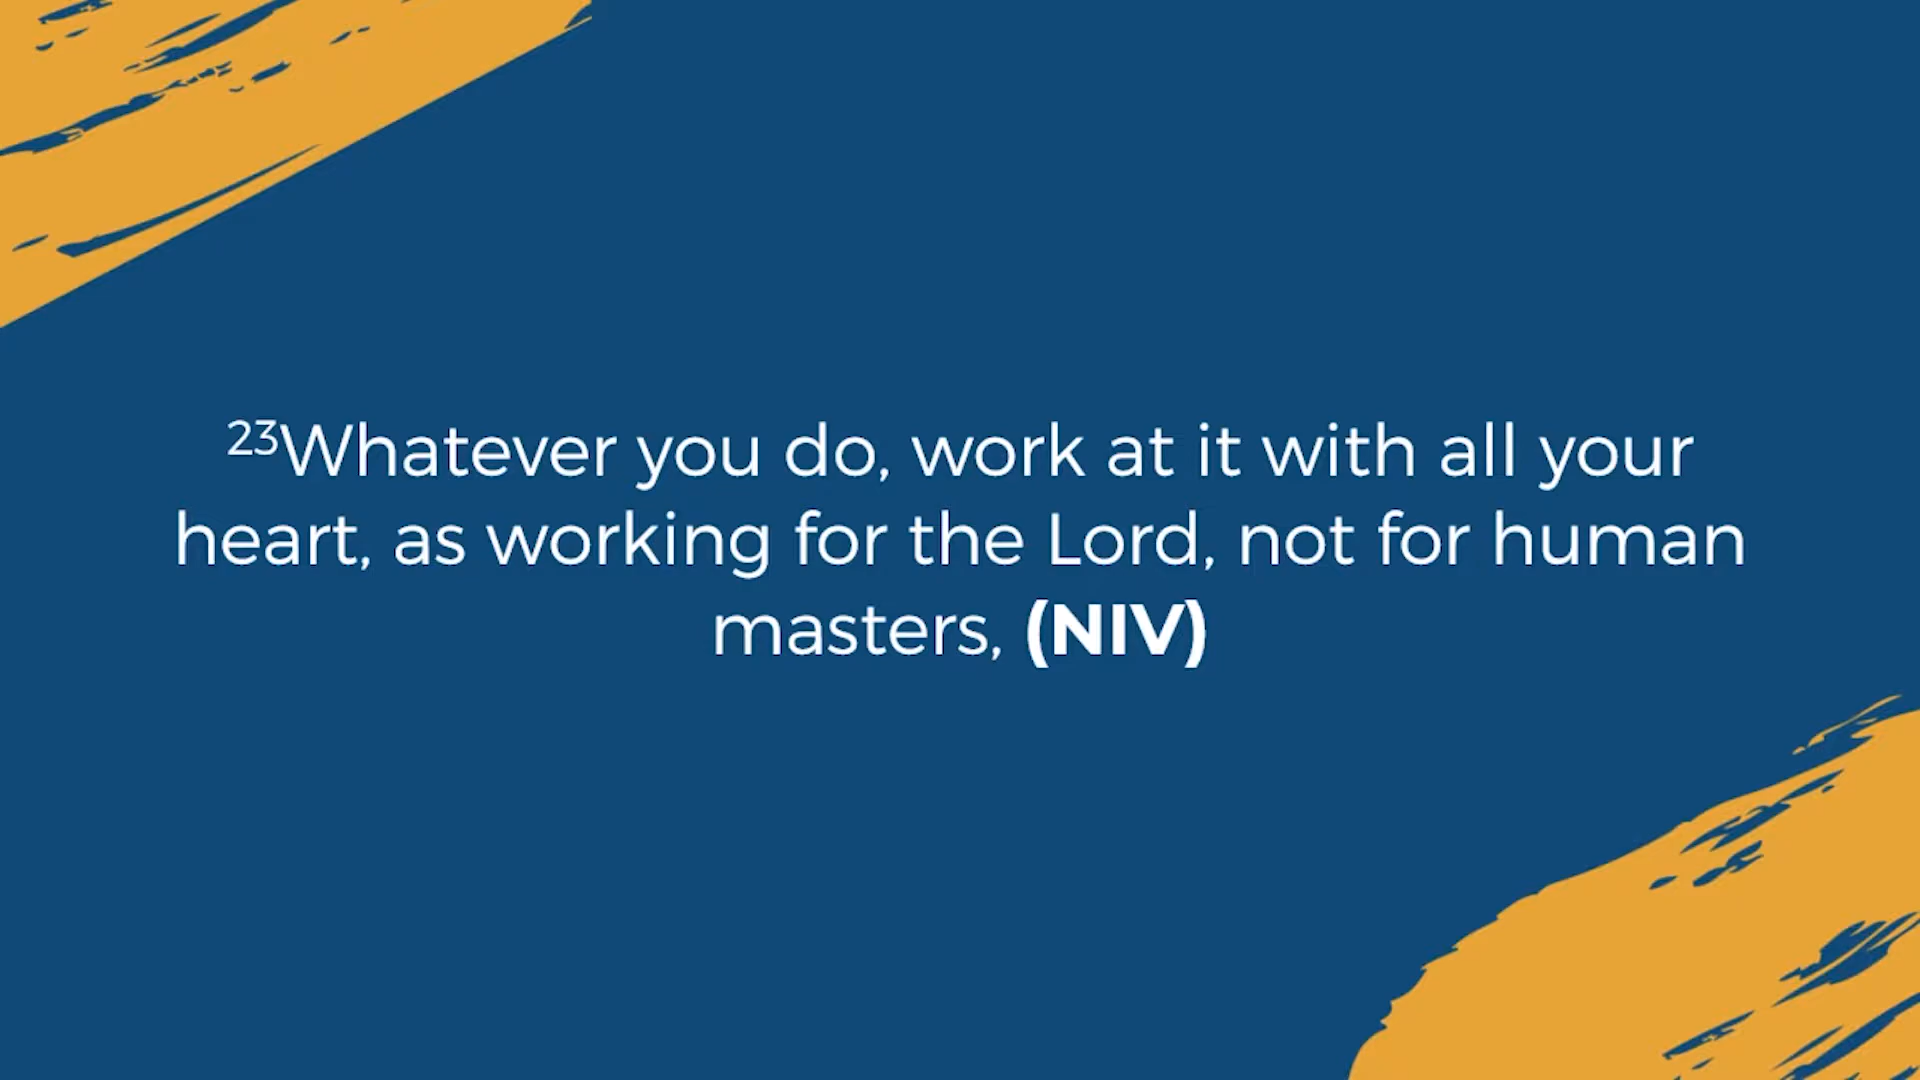 ²³Whatever you do, work at it with all your
heart, as working for the Lord, not for human
masters, (NIV)